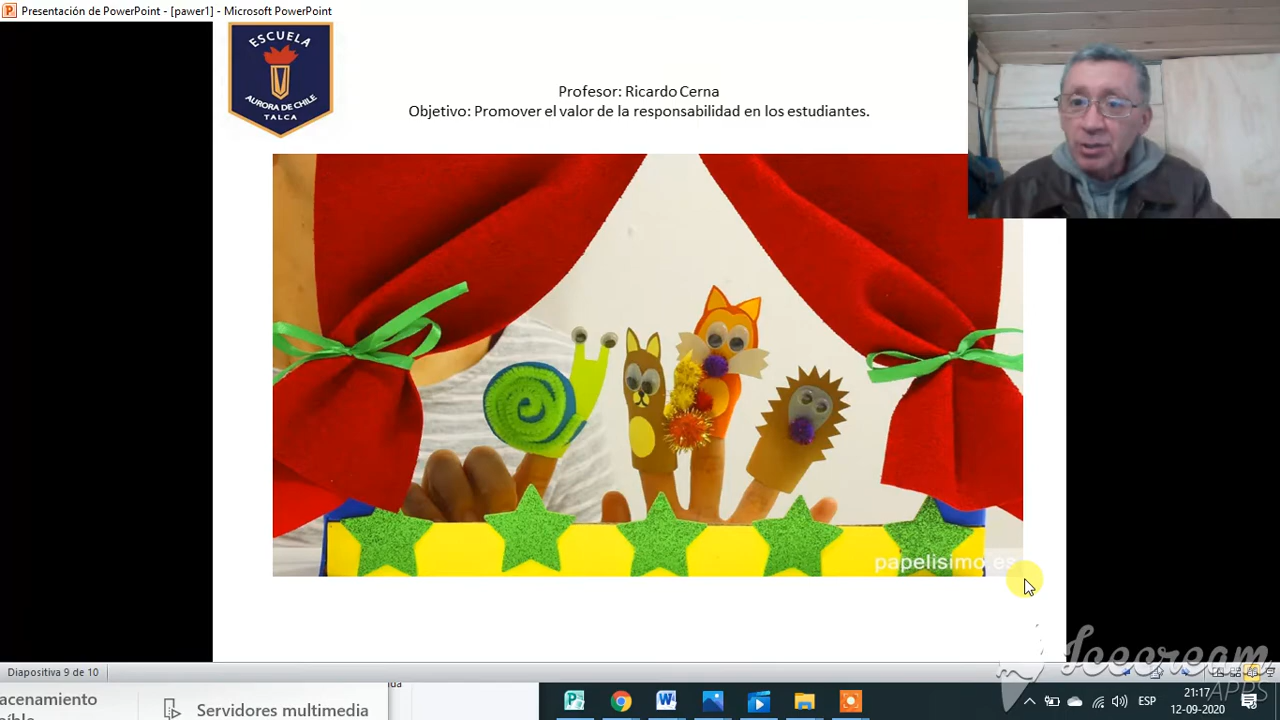 Presentación de PowerPoint - [pawer1] - Microsoft PowerPoint
ESCUELA
AURORA DE CHILE
TALCA
Profesor: Ricardo Cerna
Objetivo: Promover el valor de la responsabilidad en los estudiantes.
papelisimo.es
Diapositiva 9 de 10
Icecream
APPS
Servidores multimedia
ESP
21:17
12-09-2020